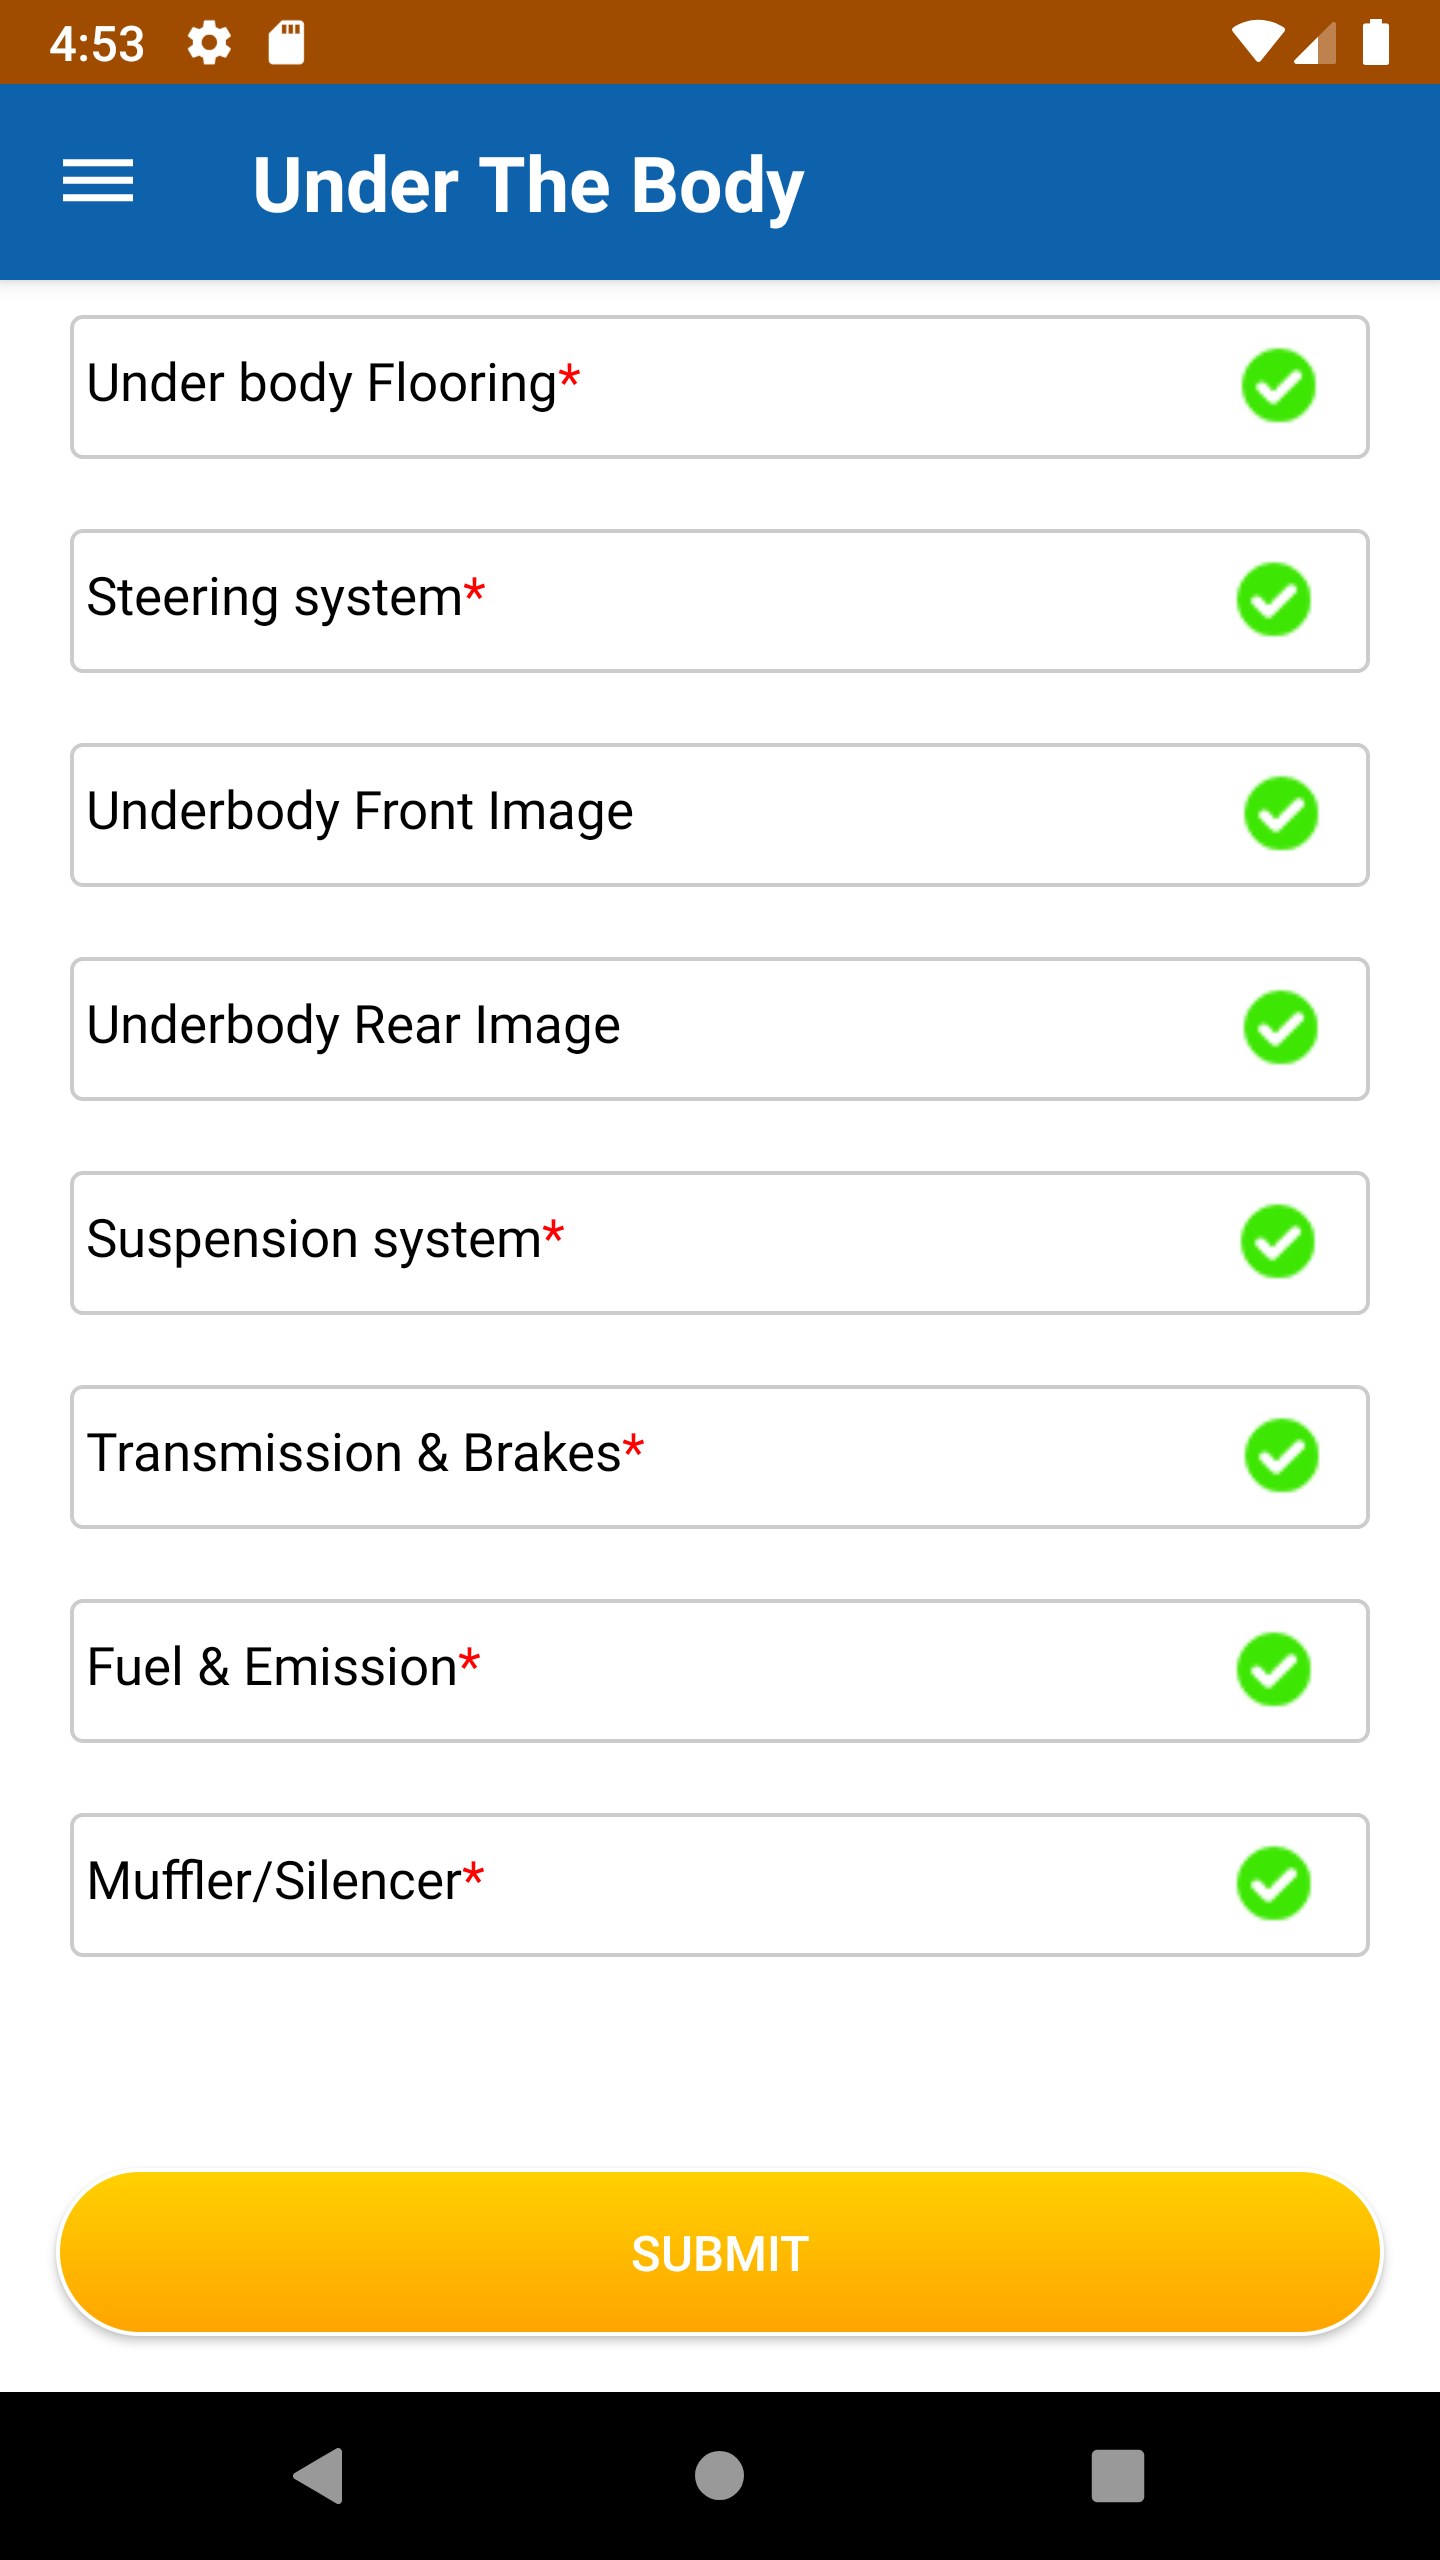 4:53
Under The Body
Under body Flooring*
Steering system*
Underbody Front Image
Underbody Rear Image
Suspension system*
Transmission & Brakes*
Fuel & Emission*
Muffler/Silencer*
SUBMIT